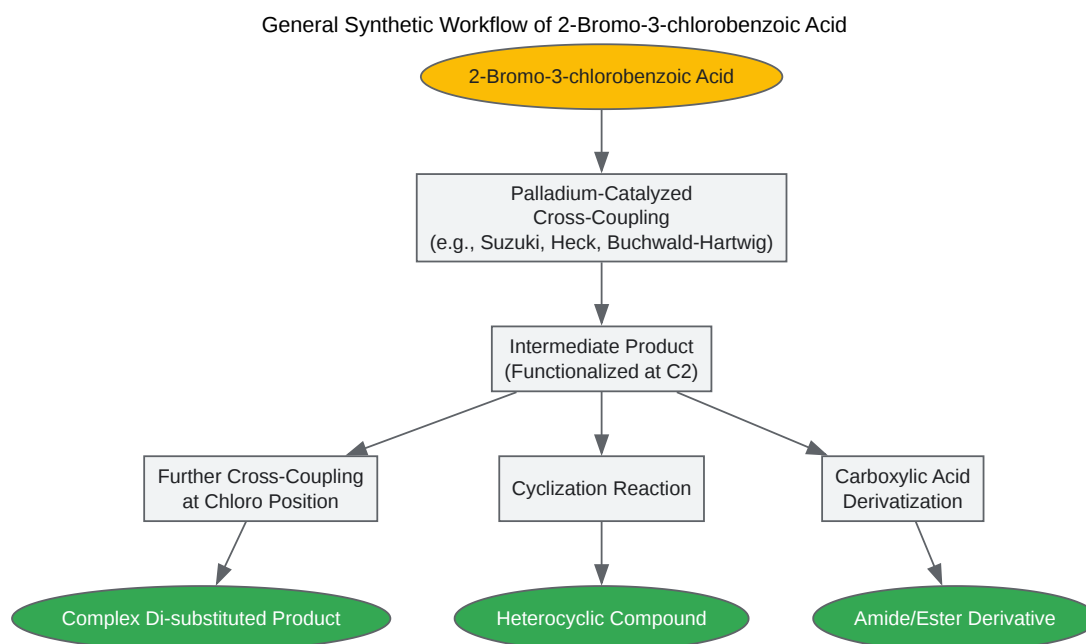 General Synthetic Workflow of 2-Bromo-3-chlorobenzoic Acid
2-Bromo-3-chlorobenzoic Acid
Palladium-Catalyzed
Cross-Coupling
(e.g., Suzuki, Heck, Buchwald-Hartwig)
Intermediate Product
(Functionalized at C2)
Further Cross-Coupling
at Chloro Position
Cyclization Reaction
Carboxylic Acid
Derivatization
Complex Di-substituted Product
Heterocyclic Compound
Amide/Ester Derivative